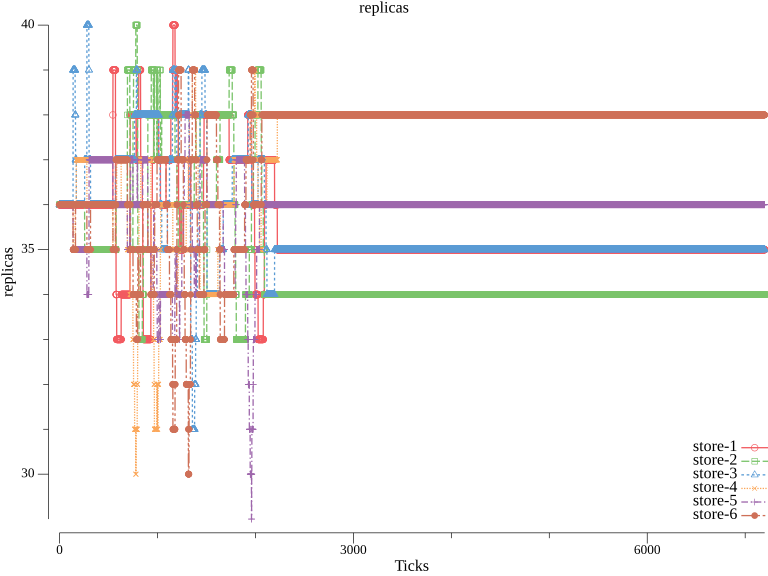 replicas
40
35
30
replicas
0
3000
6000
Ticks
store-1
store-2
store-3
store-4
store-5
store-6